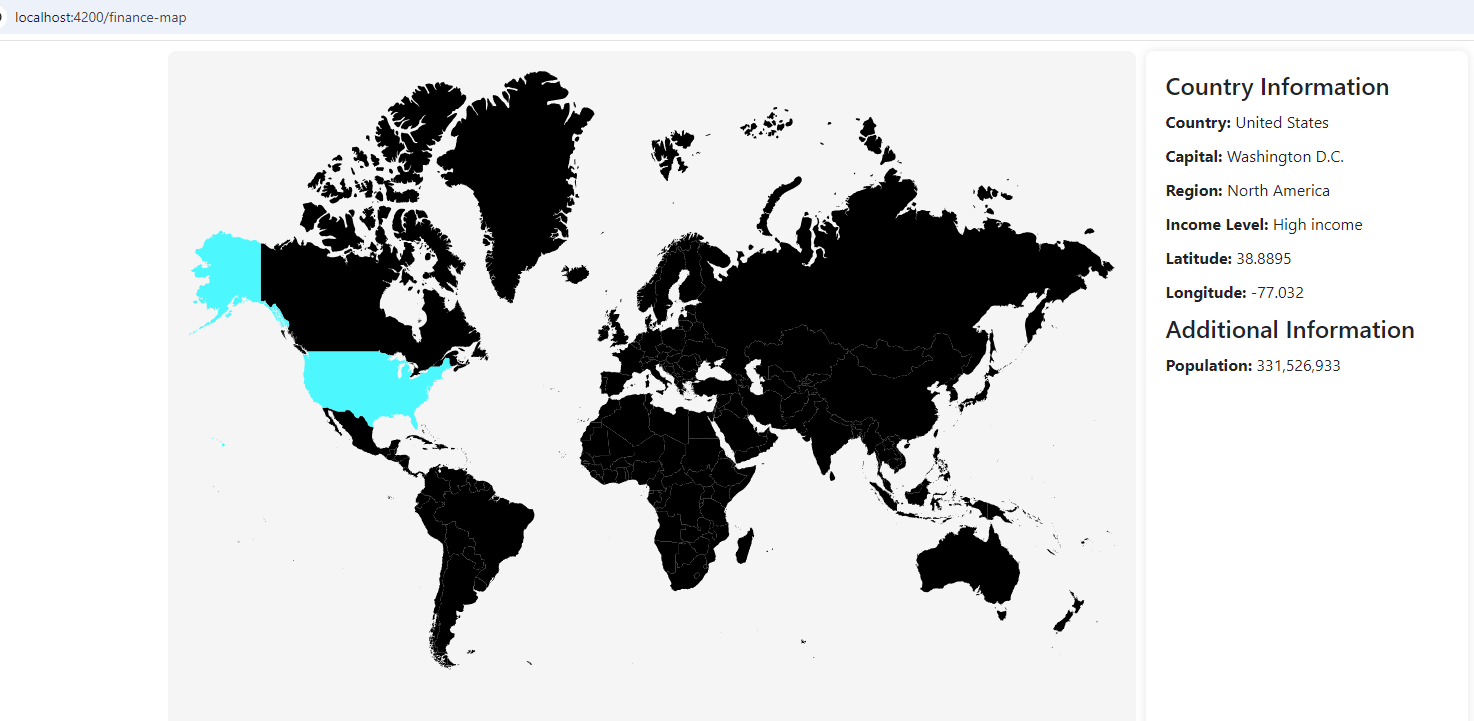 localhost:4200/finance-map
Country Information
Country: United States
Capital: Washington D.C.
Region: North America
Income Level: High income
Latitude: 38.8895
Longitude: -77.032
Additional Information
Population: 331,526,933